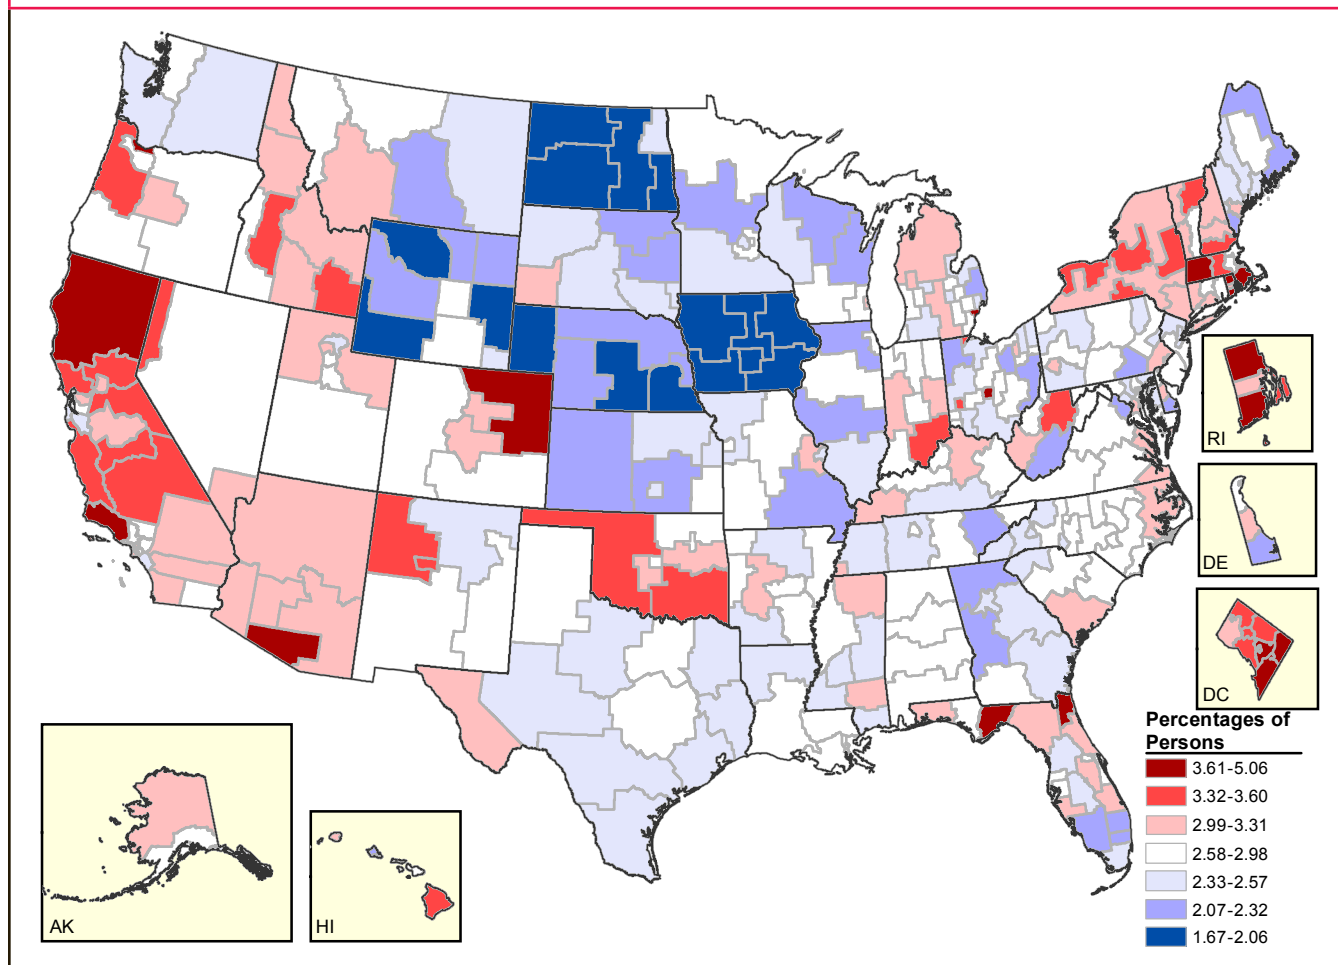 RI
DE
DC
AK
HI
Percentages of
Persons
3.61-5.06
3.32-3.60
2.99-3.31
2.58-2.98
2.33-2.57
2.07-2.32
1.67-2.06